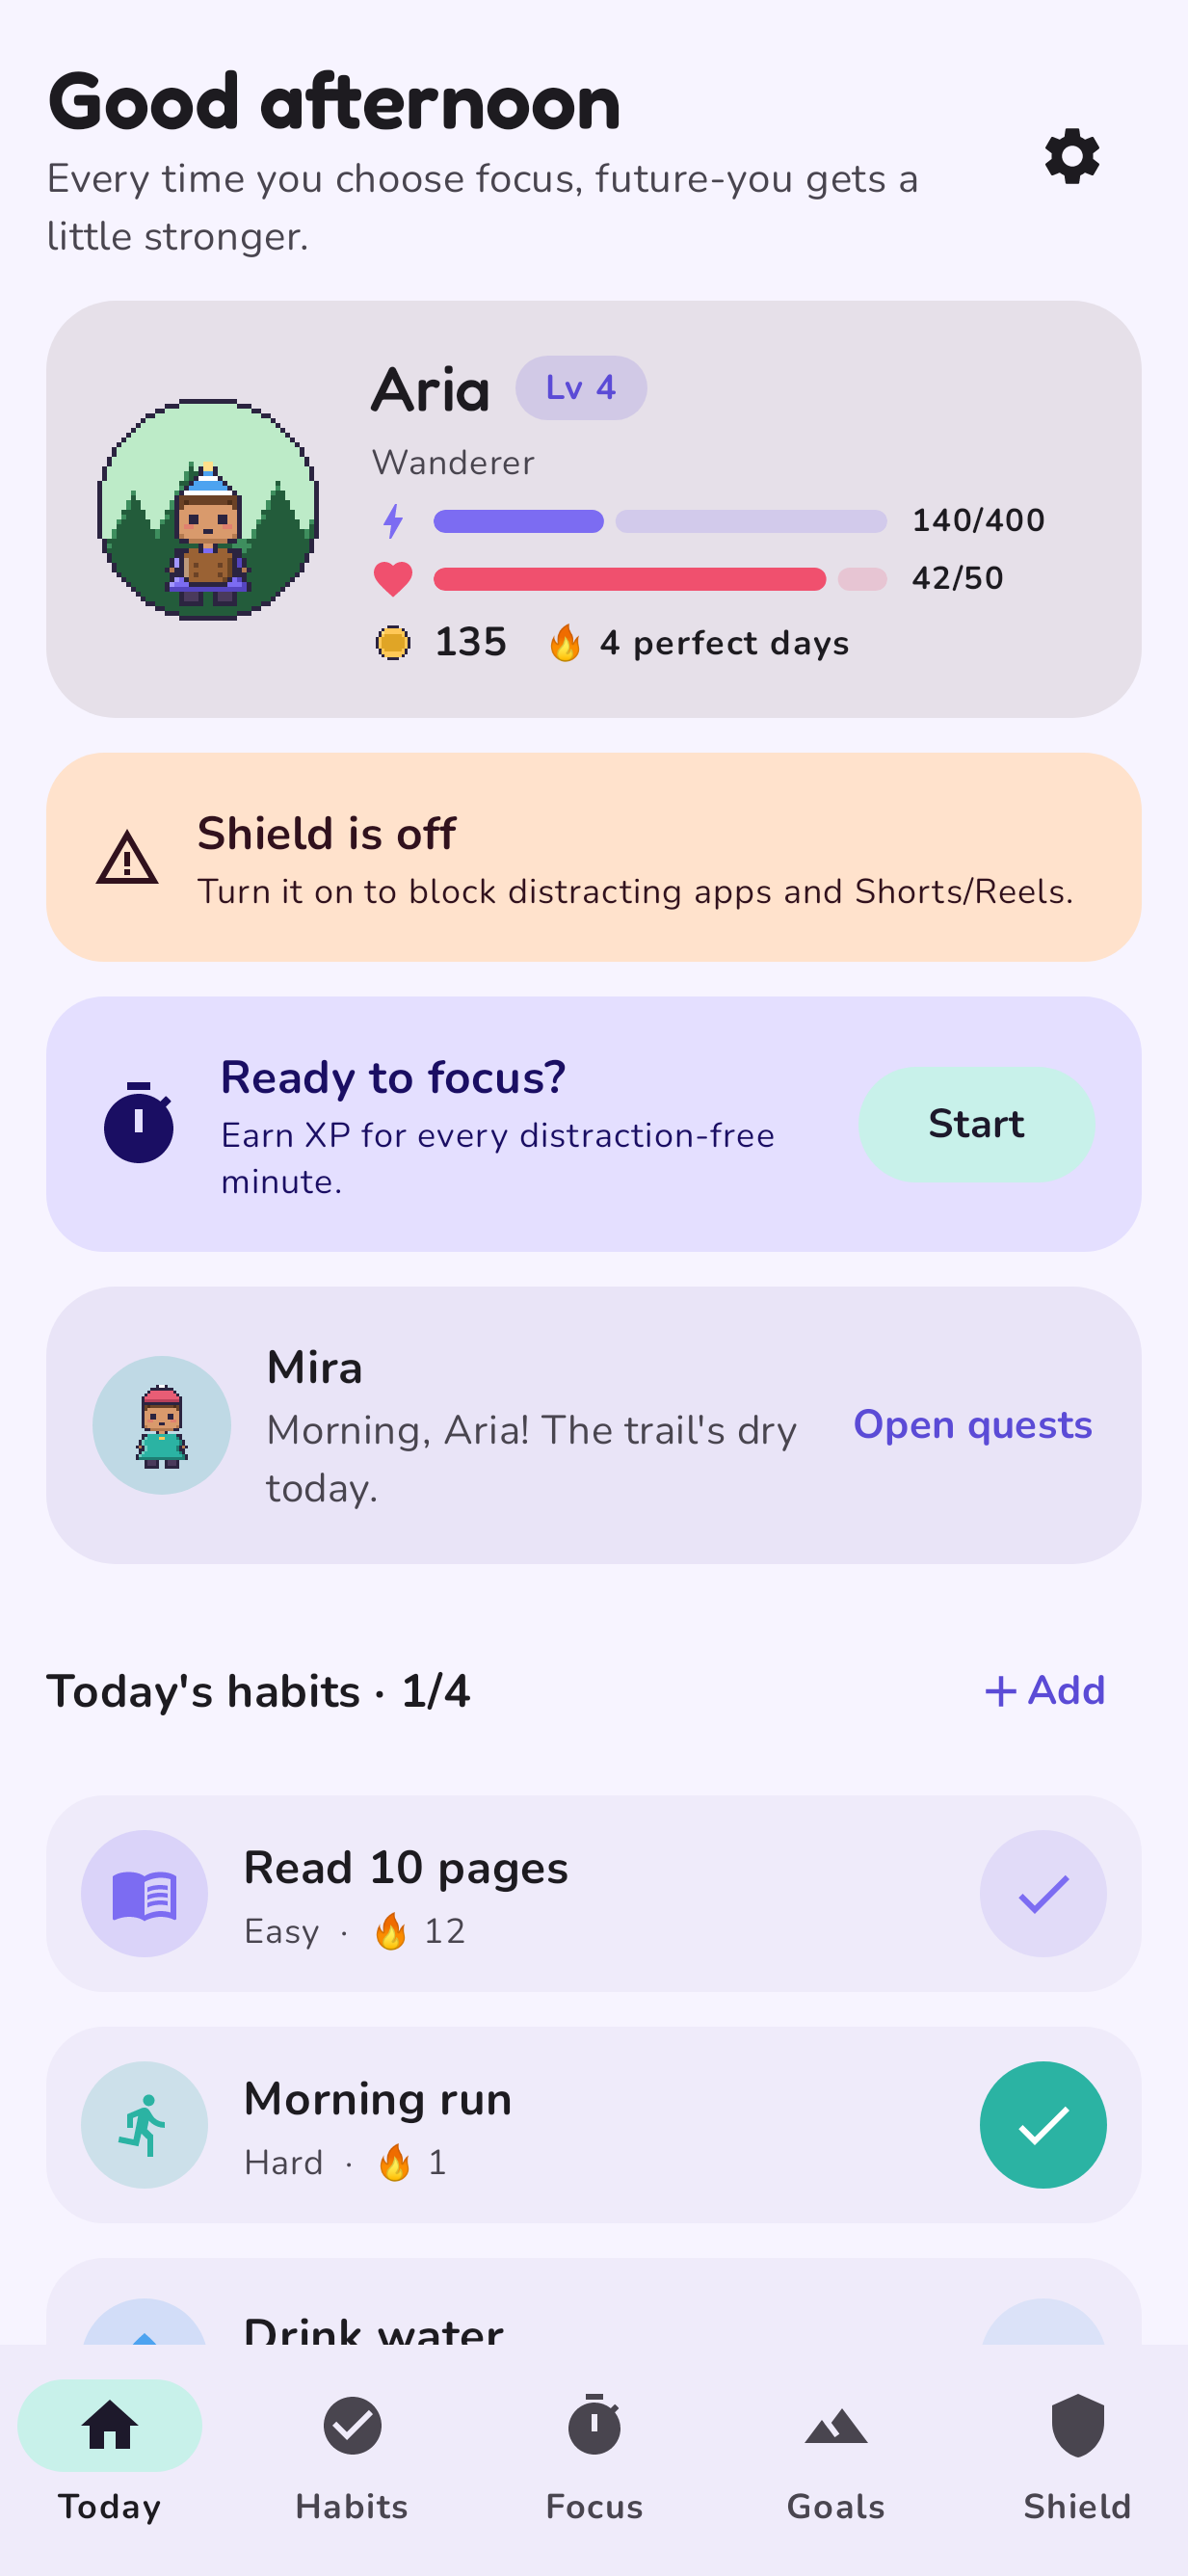 Good afternoon
Every time you choose focus, future-you gets a
little stronger.
Aria Lv 4
Wanderer
140/400
42/50
135 🔥 4 perfect days
Shield is off
Turn it on to block distracting apps and Shorts/Reels.
Ready to focus?
Earn XP for every distraction-free
minute.
Start
Mira
Morning, Aria! The trail's dry
today.
Open quests
Today's habits · 1/4
+ Add
Read 10 pages
Easy · 🔥 12
Morning run
Hard · 🔥 1
Drink water
Today
Habits
Focus
Goals
Shield